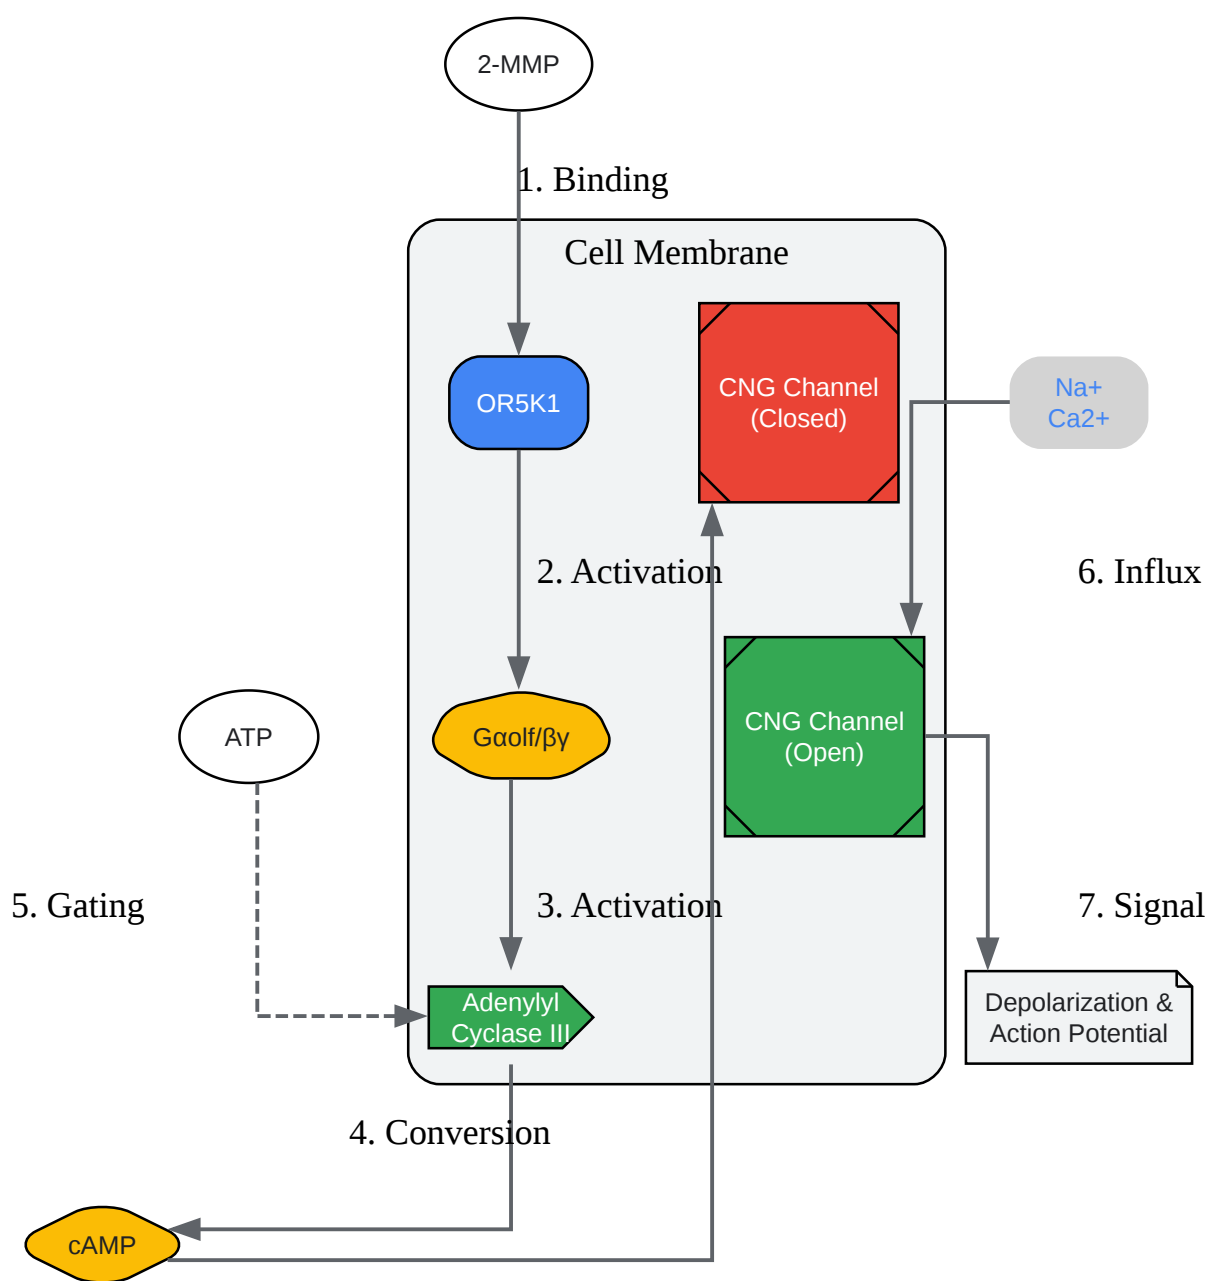 2-MMP
1. Binding
Cell Membrane
OR5K1
CNG Channel
(Closed)
Na+
Ca2+
2. Activation
6. Influx
ATP
Gαolf/βγ
CNG Channel
(Open)
5. Gating
3. Activation
7. Signal
Adenylyl
Cyclase III
Depolarization &
Action Potential
4. Conversion
cAMP